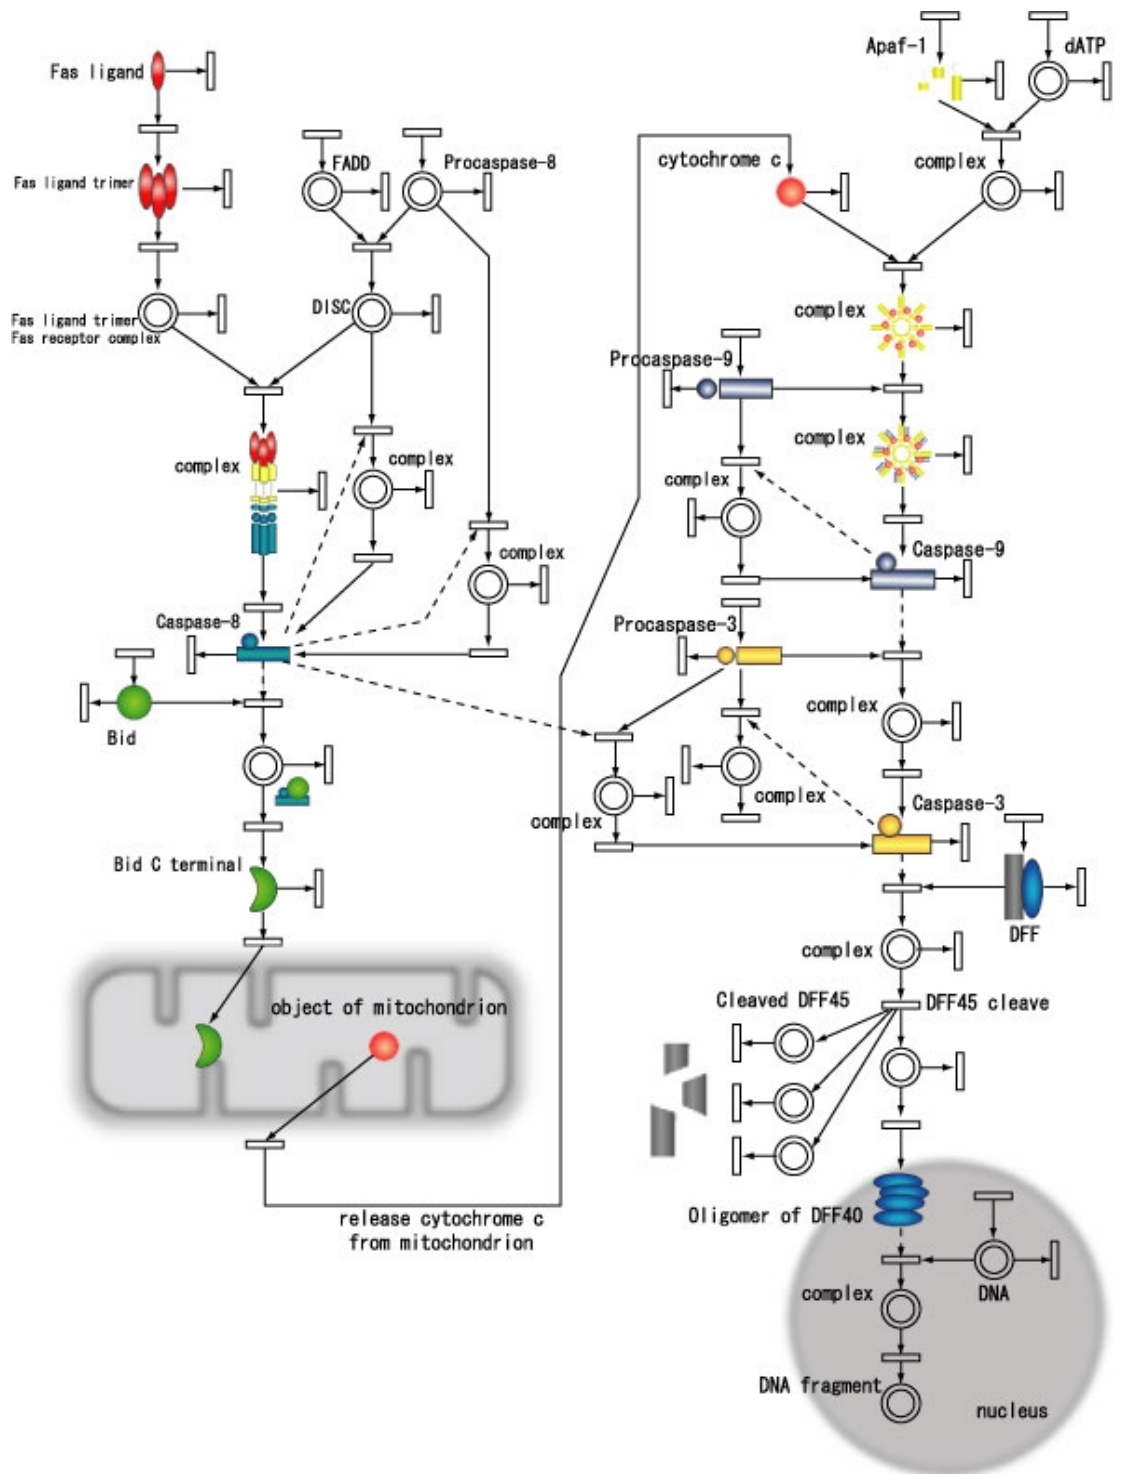 Apaf-1
dATP
Fas ligand
FADD
Procaspase-8
cytochrome c
complex
Fas ligand trimer
DISC
Fas ligand trimer
Fas receptor complex
complex
Procaspase-9
complex
complex
complex
complex
complex
Caspase-9
Caspase-8
Procaspase-3
complex
Bid
complex
complex
Caspase-3
Bid C terminal
DFF
complex
Cleaved DFF45
DFF45 cleave
object of mitochondrion
Oligomer of DFF40
release cytochrome c
from mitochondrion
DNA
complex
DNA fragment
nucleus